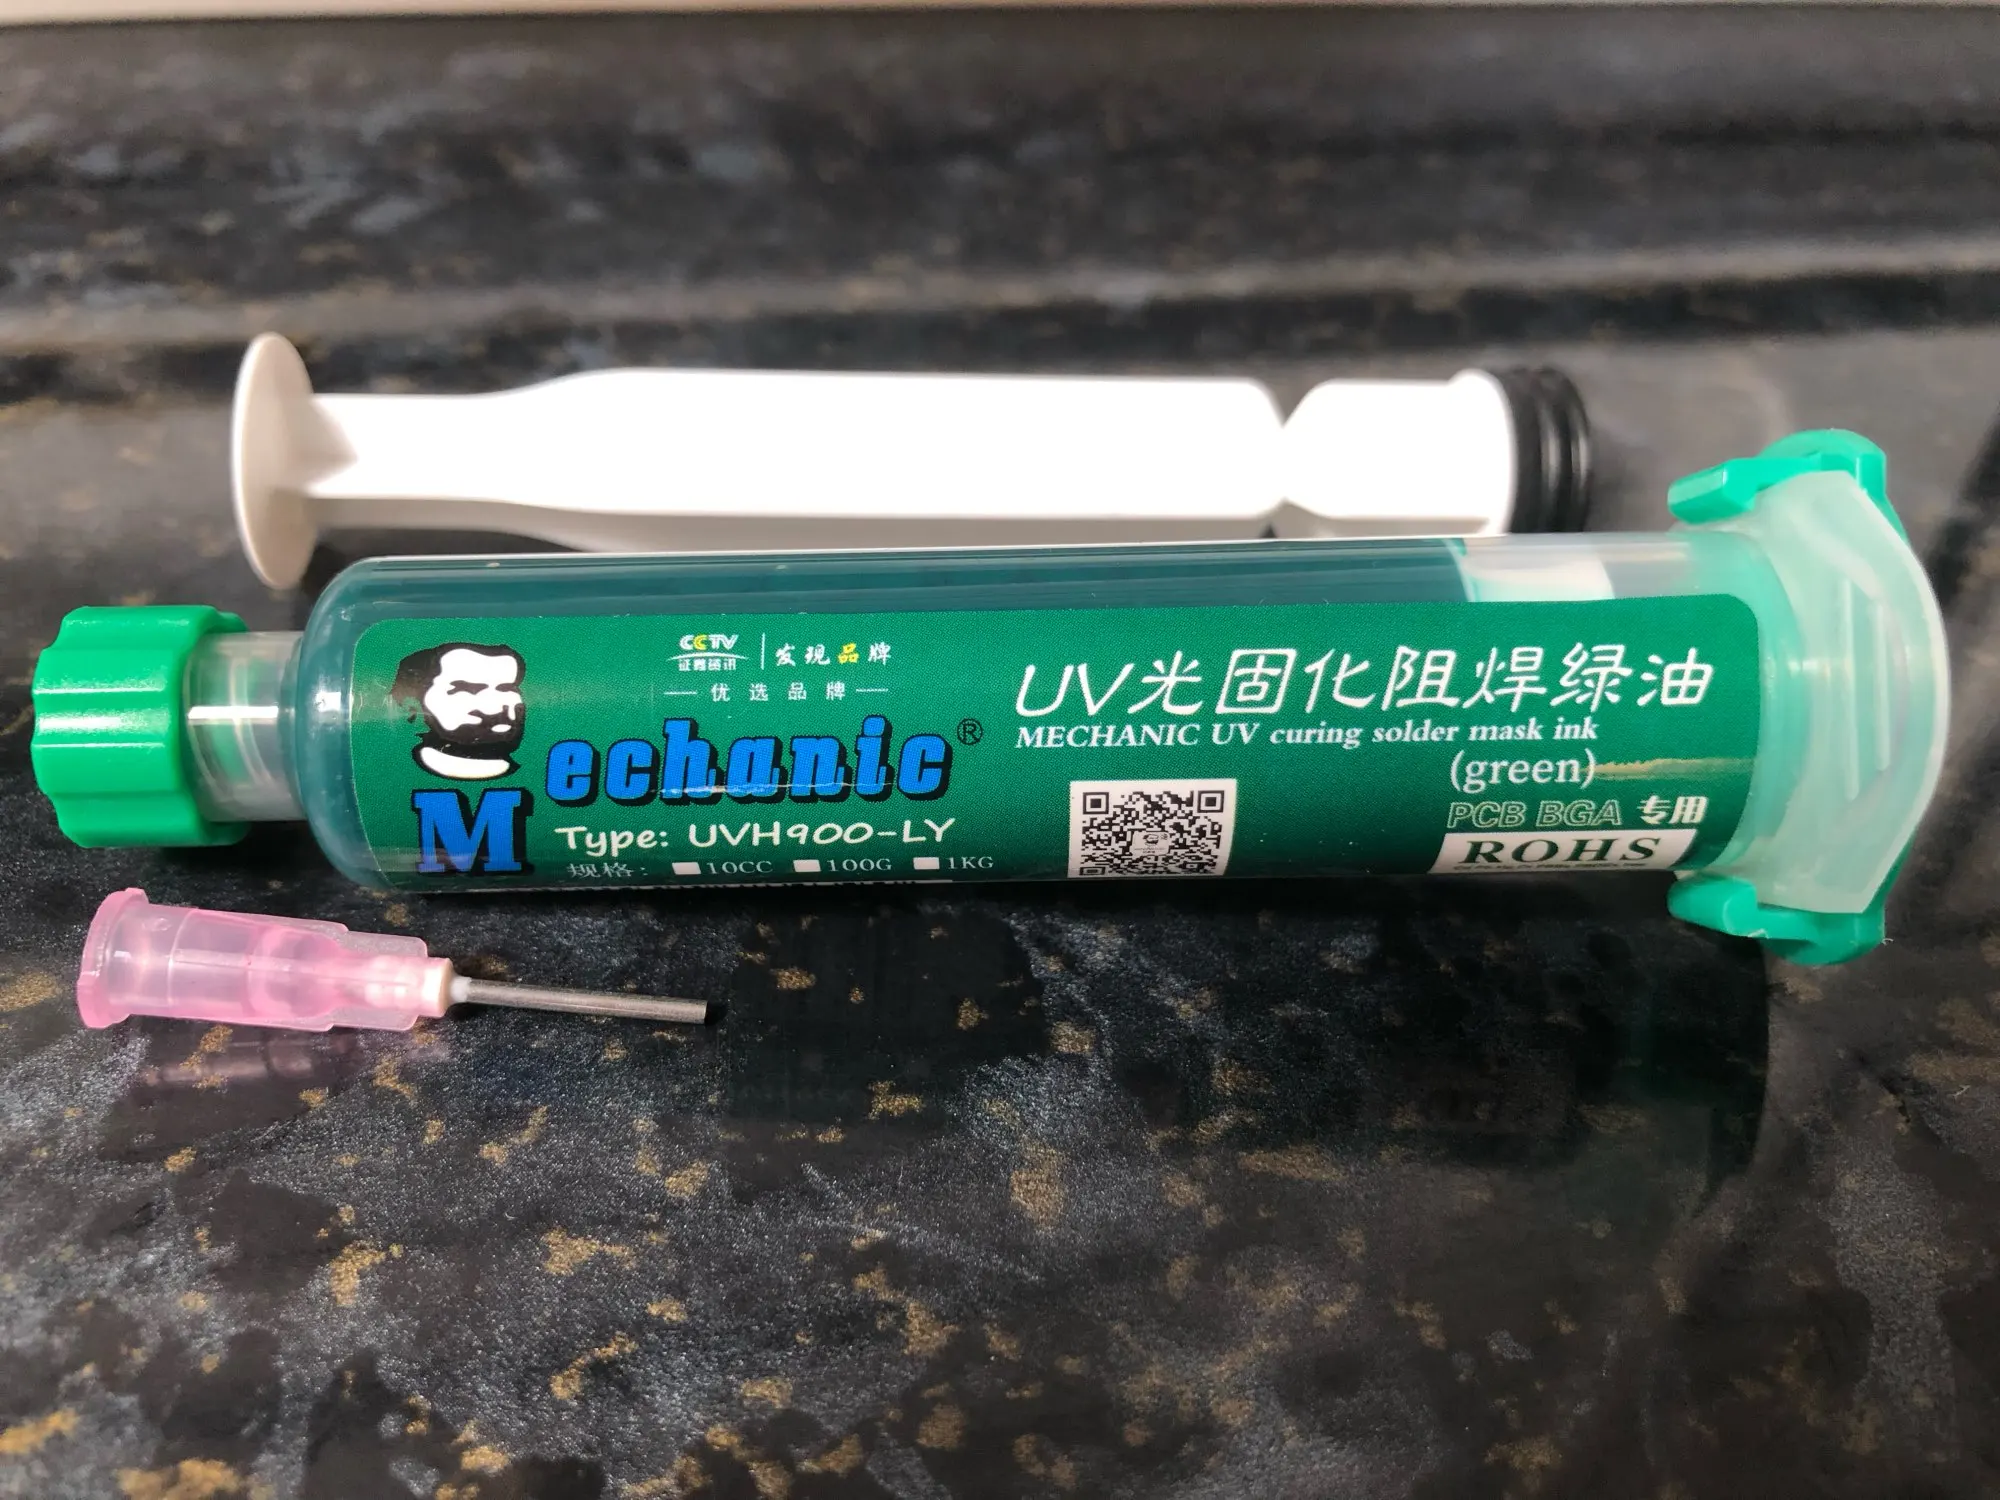 CCTV 发现品牌
证券资讯
优选品牌
Mechanic®
Type: UVH900-LY
规格: 10CC 100G 1KG
UV光固化阻焊绿油
MECHANIC UV curing solder mask ink
(green)
PCB BGA 专用
ROHS